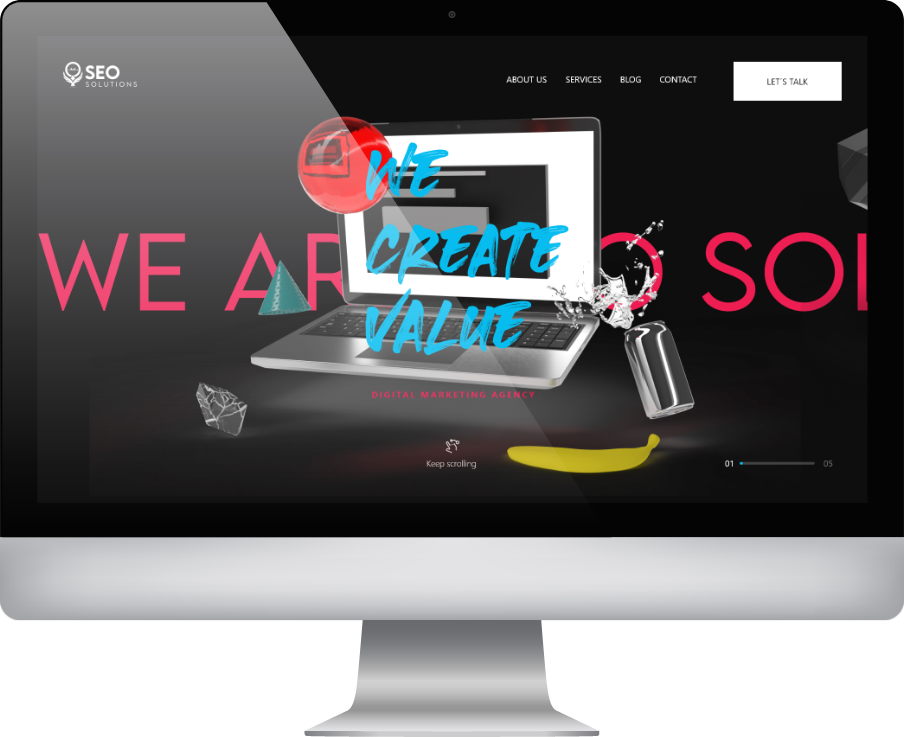 SEO
SOLUTIONS
ABOUT US
SERVICES
BLOG
CONTACT
LET'S TALK
WE AR O SOL
WE
CREATE
VALUE
DIGITAL MARKETING AGENCY
Keep scrolling
01
05